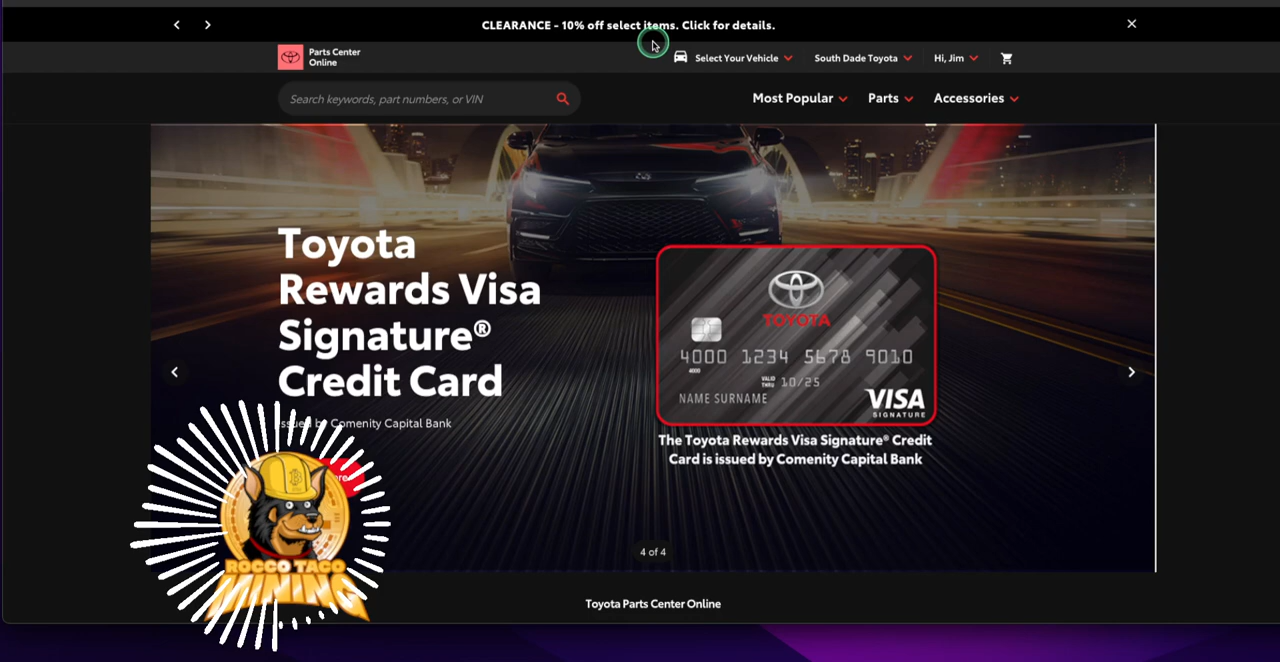 CLEARANCE - 10% off select items. Click for details.
Parts Center
Online
Select Your Vehicle
South Dade Toyota
Hi, Jim
Search keywords, part numbers, or VIN
Most Popular
Parts
Accessories
Toyota
Rewards Visa
Signature®
Credit Card
Issued by Comenity Capital Bank
TOYOTA
4000 1234 5678 9010
4000
VALID
THRU
10/25
NAME SURNAME
VISA
SIGNATURE
The Toyota Rewards Visa Signature® Credit
Card is issued by Comenity Capital Bank
ROCCO TACO
MINING
4 of 4
Toyota Parts Center Online